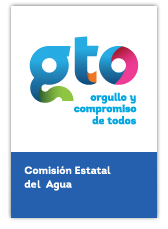 gto
orgullo y
compromiso
de todos
Comisión Estatal
del Agua